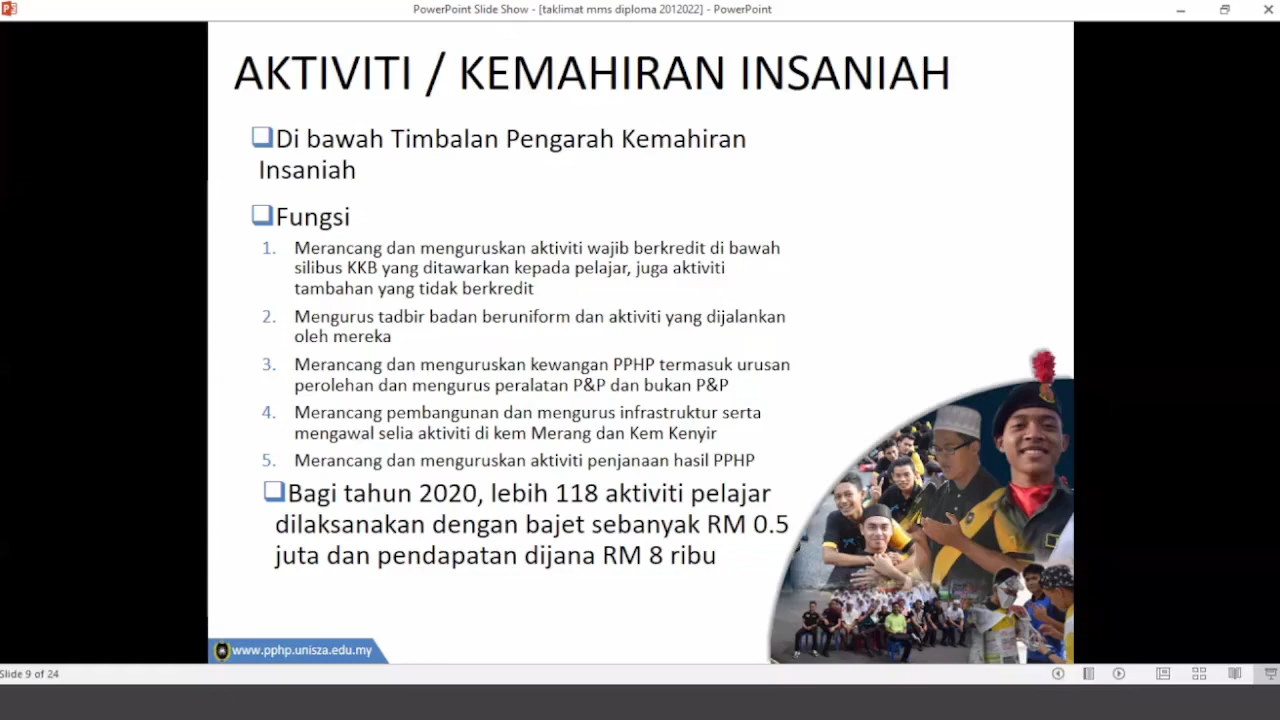 PowerPoint Slide Show - [taklimat mms diploma 2012022] - PowerPoint
AKTIVITI / KEMAHIRAN INSANIAH
Di bawah Timbalan Pengarah Kemahiran
Insaniah
Fungsi
1. Merancang dan menguruskan aktiviti wajib berkredit di bawah
silibus KKB yang ditawarkan kepada pelajar, juga aktiviti
tambahan yang tidak berkredit
2. Mengurus tadbir badan beruniform dan aktiviti yang dijalankan
oleh mereka
3. Merancang dan menguruskan kewangan PPHP termasuk urusan
perolehan dan mengurus peralatan P&P dan bukan P&P
4. Merancang pembangunan dan mengurus infrastruktur serta
mengawal selia aktiviti di kem Merang dan Kem Kenyir
5. Merancang dan menguruskan aktiviti penjanaan hasil PPHP
Bagi tahun 2020, lebih 118 aktiviti pelajar
dilaksanakan dengan bajet sebanyak RM 0.5
juta dan pendapatan dijana RM 8 ribu
www.pphp.unisza.edu.my
Slide 9 of 24